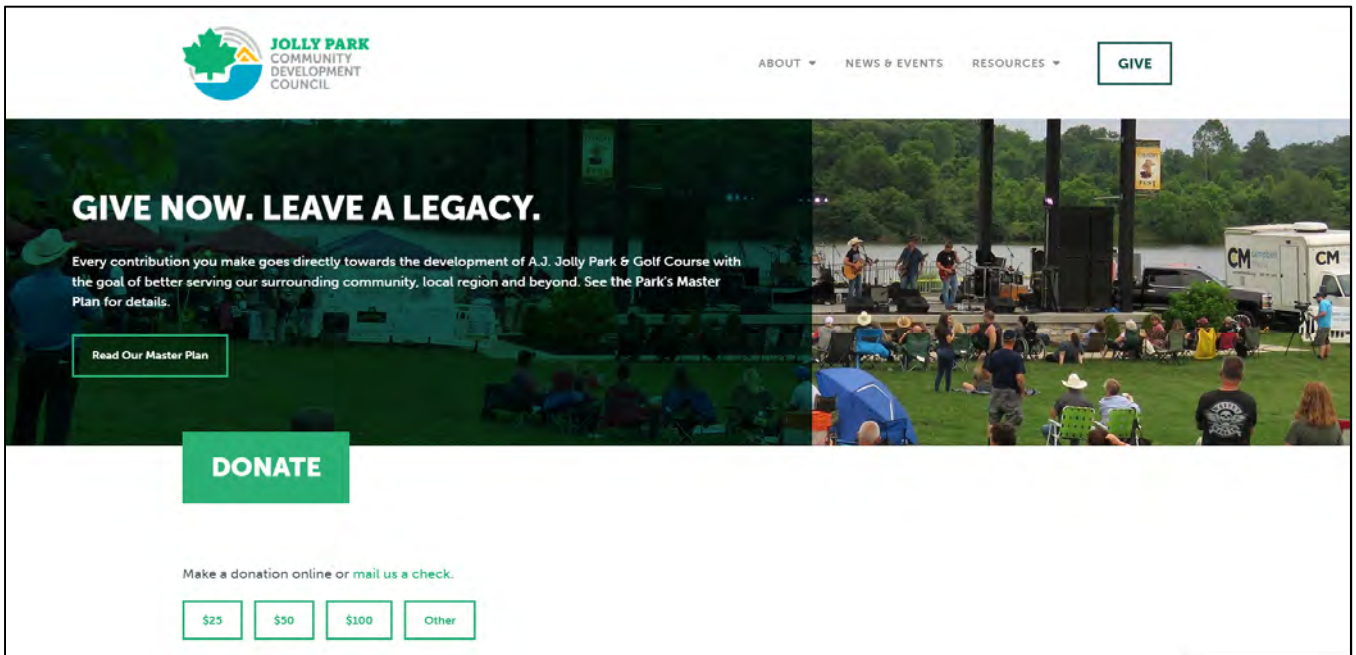 JOLLY PARK
COMMUNITY
DEVELOPMENT
COUNCIL
ABOUT
NEWS & EVENTS
RESOURCES
GIVE
GIVE NOW. LEAVE A LEGACY.
Every contribution you make goes directly towards the development of A.J. Jolly Park & Golf Course with
the goal of better serving our surrounding community, local region and beyond. See the Park's Master
Plan for details.
Read Our Master Plan
CM
CM
DONATE
Make a donation online or mail us a check.
$25
$50
$100
Other